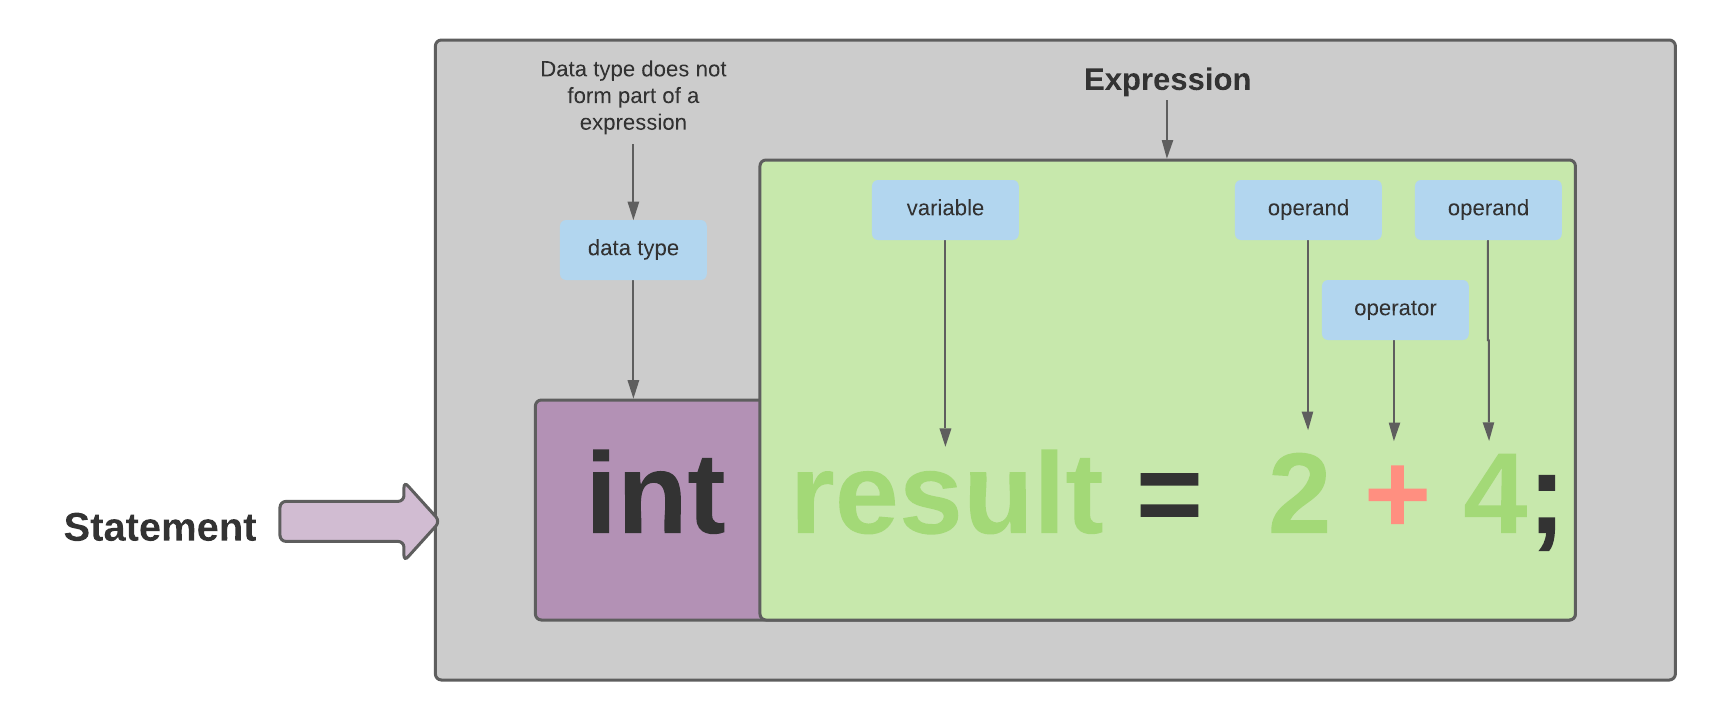 Data type does not
form part of a
expression
Expression
variable
operand
operand
data type
operator
int result = 2 + 4;
Statement